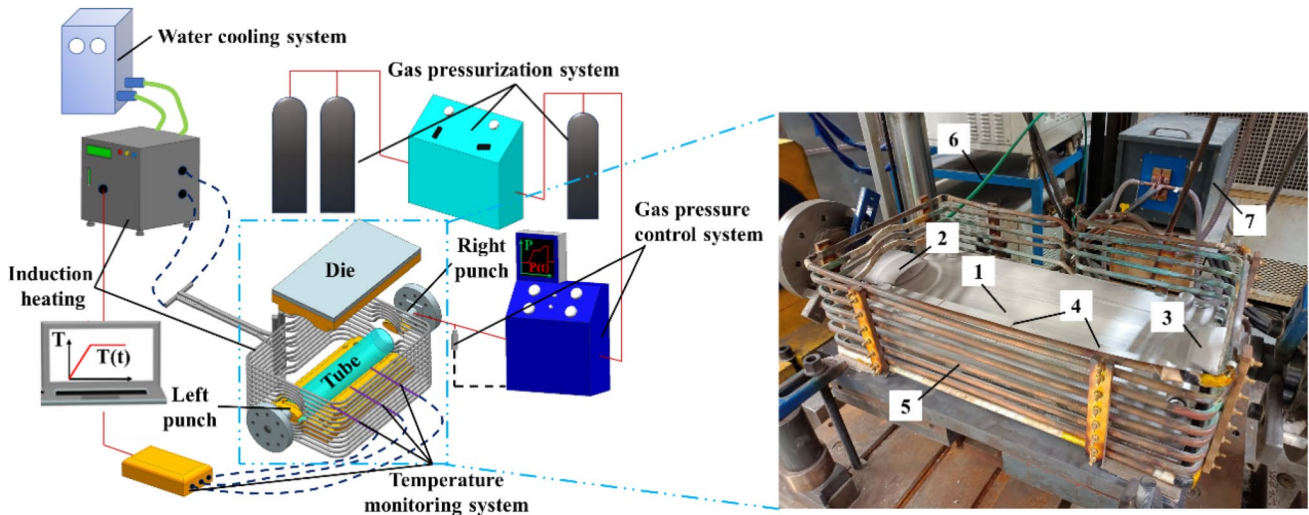 Water cooling system
Gas pressurization system
Induction
heating
Die
Right
punch
P
P(t)
Gas pressure
control system
T
T(t)
Tube
Left
punch
Temperature
monitoring system
6
7
2
1
4
3
5